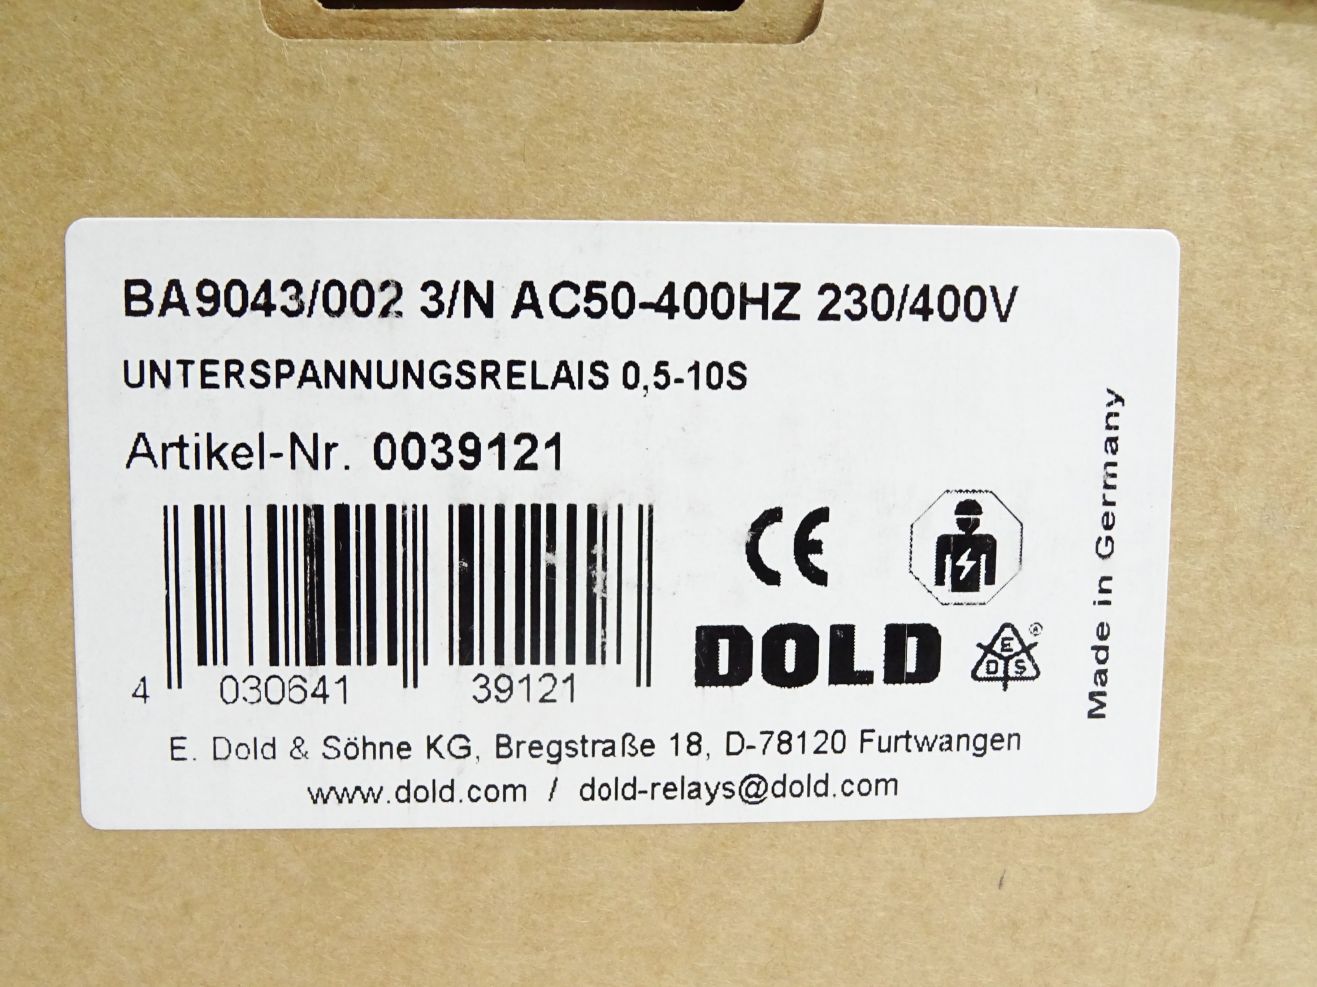 BA9043/002 3/N AC50-400HZ 230/400V
UNTERSPANNUNGSRELAIS 0,5-10S
Artikel-Nr. 0039121
4 030641 39121
CE
DOLD
E
D S
®
Made in Germany
E. Dold & Söhne KG, Bregstraße 18, D-78120 Furtwangen
www.dold.com / dold-relays@dold.com